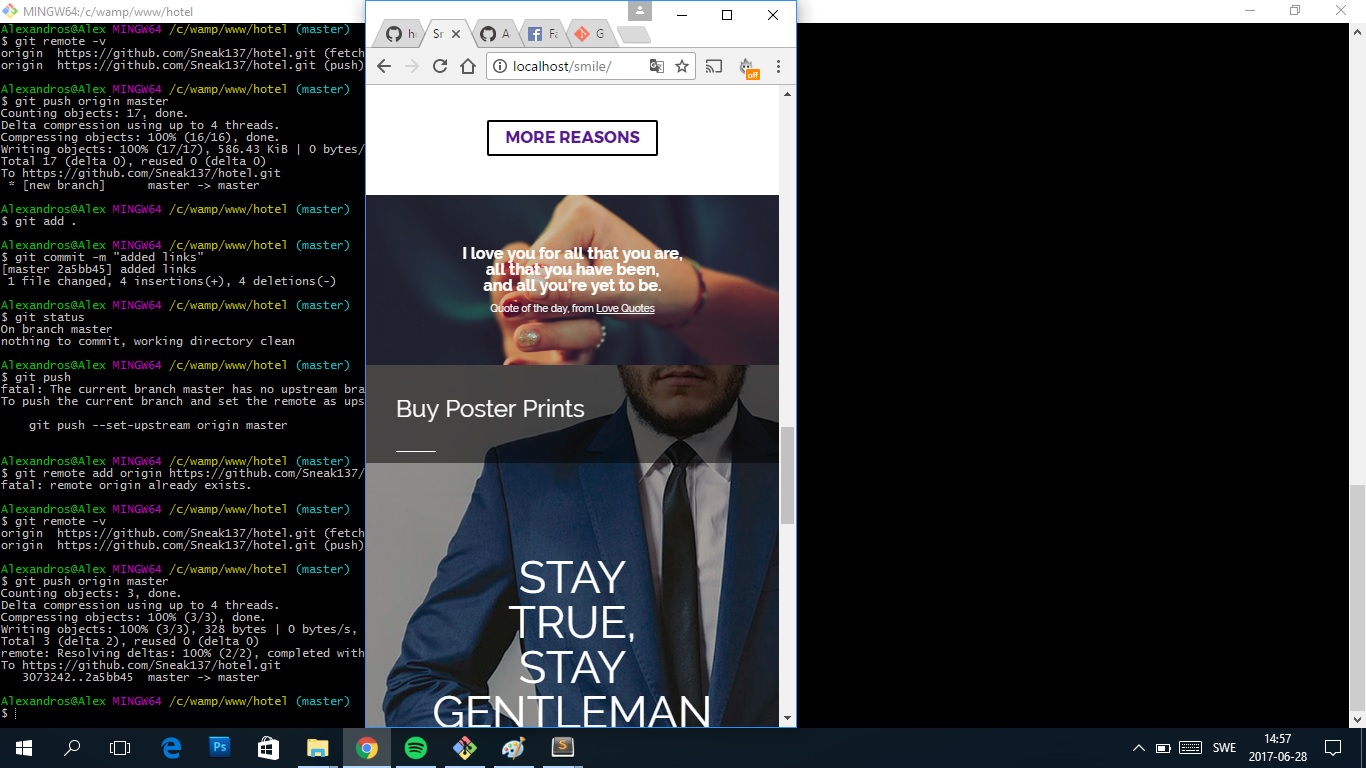 MINGW64:/c/wamp/www/hotel
Alexandros@Alex MINGW64 /c/wamp/www/hotel (master)
$ git remote -v
origin  https://github.com/Sneak137/hotel.git (fetch
origin  https://github.com/Sneak137/hotel.git (push)
Alexandros@Alex MINGW64 /c/wamp/www/hotel (master)
$ git push origin master
Counting objects: 17, done.
Delta compression using up to 4 threads.
Compressing objects: 100% (16/16), done.
Writing objects: 100% (17/17), 586.43 KiB | 0 bytes/
Total 17 (delta 0), reused 0 (delta 0)
To https://github.com/Sneak137/hotel.git
 * [new branch]      master -> master
Alexandros@Alex MINGW64 /c/wamp/www/hotel (master)
$ git add .
Alexandros@Alex MINGW64 /c/wamp/www/hotel (master)
$ git commit -m "added links"
[master 2a5bb45] added links
 1 file changed, 4 insertions(+), 4 deletions(-)
Alexandros@Alex MINGW64 /c/wamp/www/hotel (master)
$ git status
On branch master
nothing to commit, working directory clean
Alexandros@Alex MINGW64 /c/wamp/www/hotel (master)
$ git push
fatal: The current branch master has no upstream bra
To push the current branch and set the remote as ups
    git push --set-upstream origin master
Alexandros@Alex MINGW64 /c/wamp/www/hotel (master)
$ git remote add origin https://github.com/Sneak137/
fatal: remote origin already exists.
Alexandros@Alex MINGW64 /c/wamp/www/hotel (master)
$ git remote -v
origin  https://github.com/Sneak137/hotel.git (fetch
origin  https://github.com/Sneak137/hotel.git (push)
Alexandros@Alex MINGW64 /c/wamp/www/hotel (master)
$ git push origin master
Counting objects: 3, done.
Delta compression using up to 4 threads.
Compressing objects: 100% (3/3), done.
Writing objects: 100% (3/3), 328 bytes | 0 bytes/s,
Total 3 (delta 2), reused 0 (delta 0)
remote: Resolving deltas: 100% (2/2), completed with
To https://github.com/Sneak137/hotel.git
   3073242..2a5bb45  master -> master
Alexandros@Alex MINGW64 /c/wamp/www/hotel (master)
$
localhost/smile/
off
MORE REASONS
I love you for all that you are,
all that you have been,
and all you're yet to be.
Quote of the day, from Love Quotes
Buy Poster Prints
STAY
TRUE,
STAY
GENTLEMAN
Ps
SWE
14:57
2017-06-28